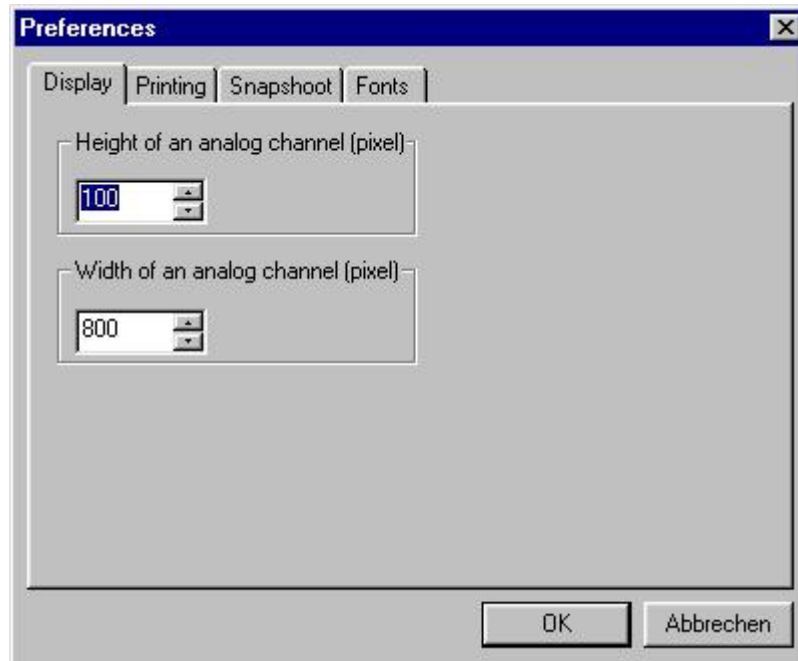 Preferences
Display Printing Snapshoot Fonts
Height of an analog channel (pixel)
100
Width of an analog channel (pixel)
800
OK Abbrechen